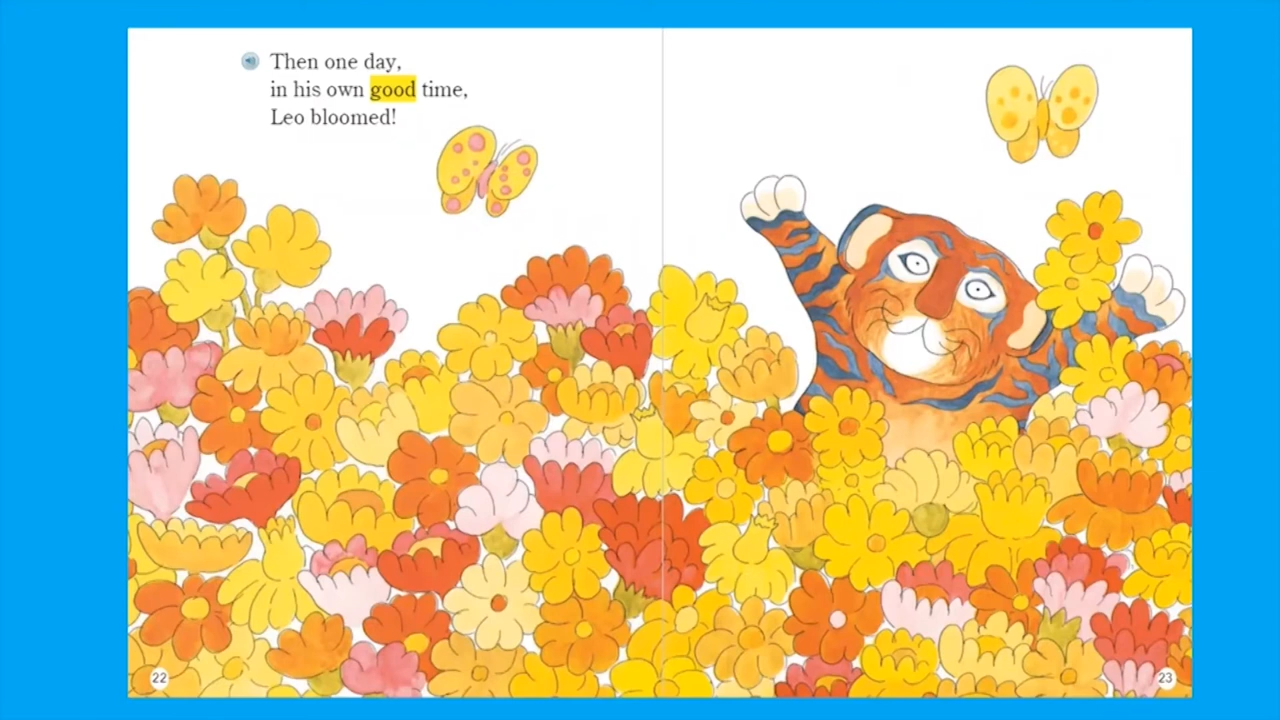 Then one day,
in his own good time,
Leo bloomed!
22
23